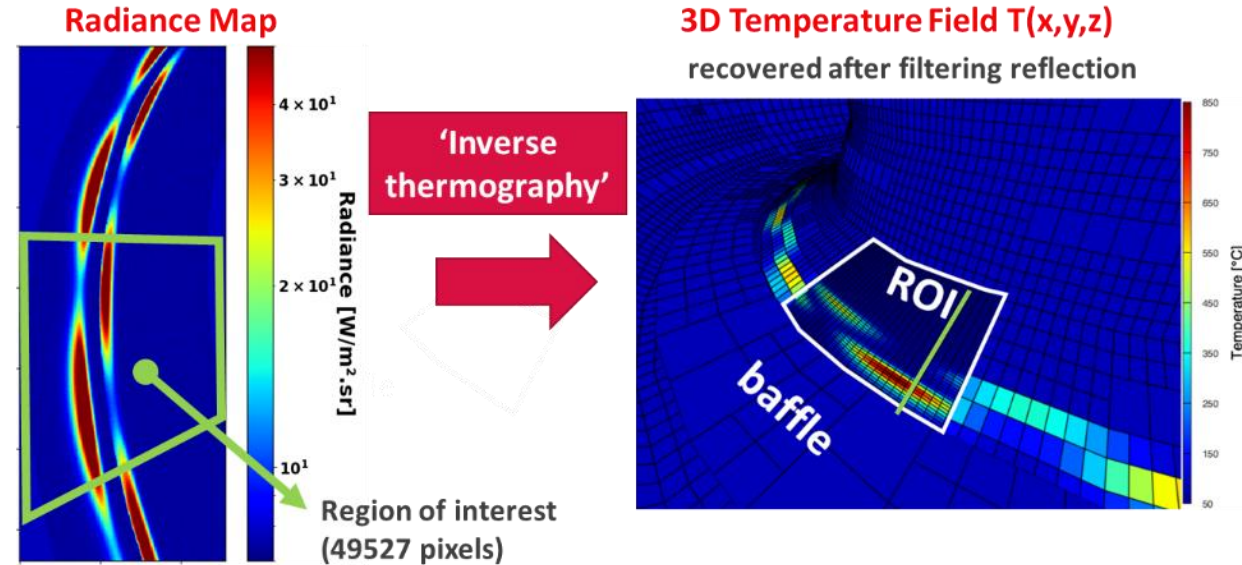 Radiance Map
4 × 10¹
3 × 10¹
2 × 10¹
10¹
Radiance [W/m².sr]
Region of interest
(49527 pixels)
'Inverse
thermography'
3D Temperature Field T(x,y,z)
recovered after filtering reflection
ROI
baffle
850
750
650
550
450
350
250
150
50
Temperature [°C]